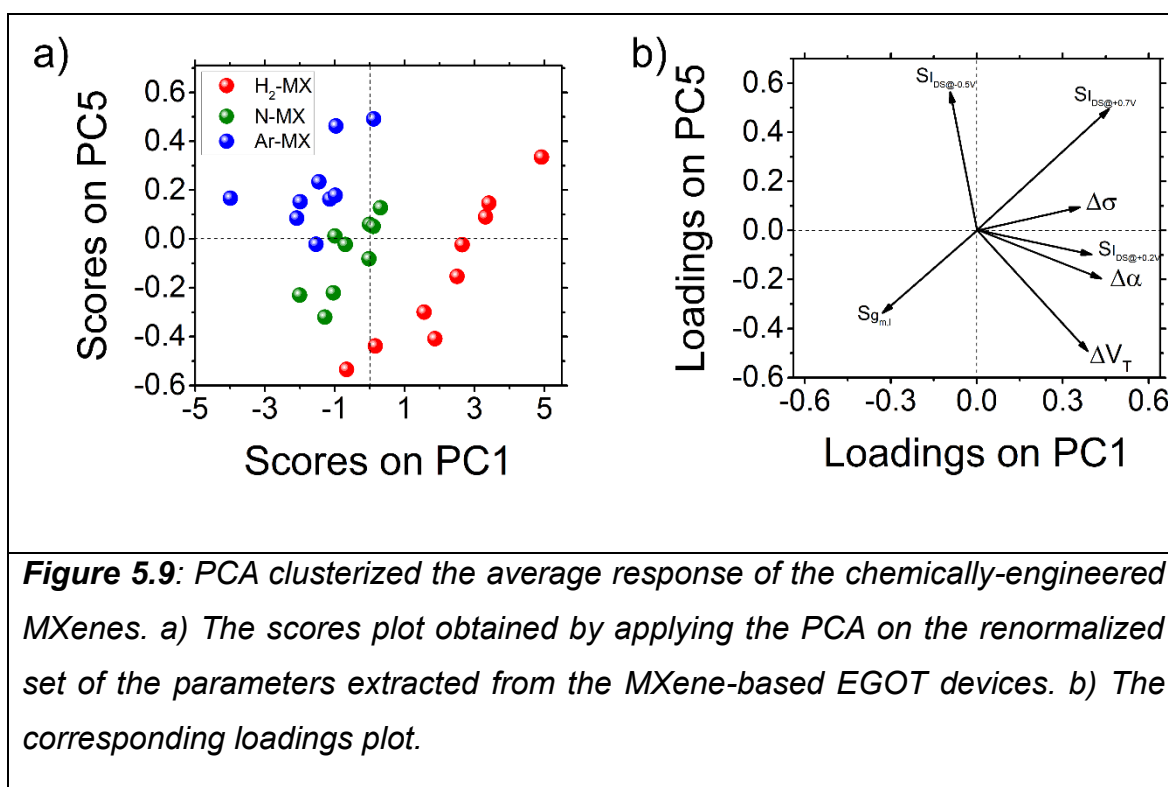 a)
H₂-MX
N-MX
Ar-MX
Scores on PC5
0.6
0.4
0.2
0.0
-0.2
-0.4
-0.6
-5
-3
-1
1
3
5
Scores on PC1
b)
SI_DS@-0.5V
SI_DS@+0.7V
Δσ
SI_DS@+0.2V
Δα
ΔV_T
Sg_m,l
Loadings on PC5
0.6
0.4
0.2
0.0
-0.2
-0.4
-0.6
-0.6
-0.3
0.0
0.3
0.6
Loadings on PC1
Figure 5.9: PCA clusterized the average response of the chemically-engineered
MXenes. a) The scores plot obtained by applying the PCA on the renormalized
set of the parameters extracted from the MXene-based EGOT devices. b) The
corresponding loadings plot.